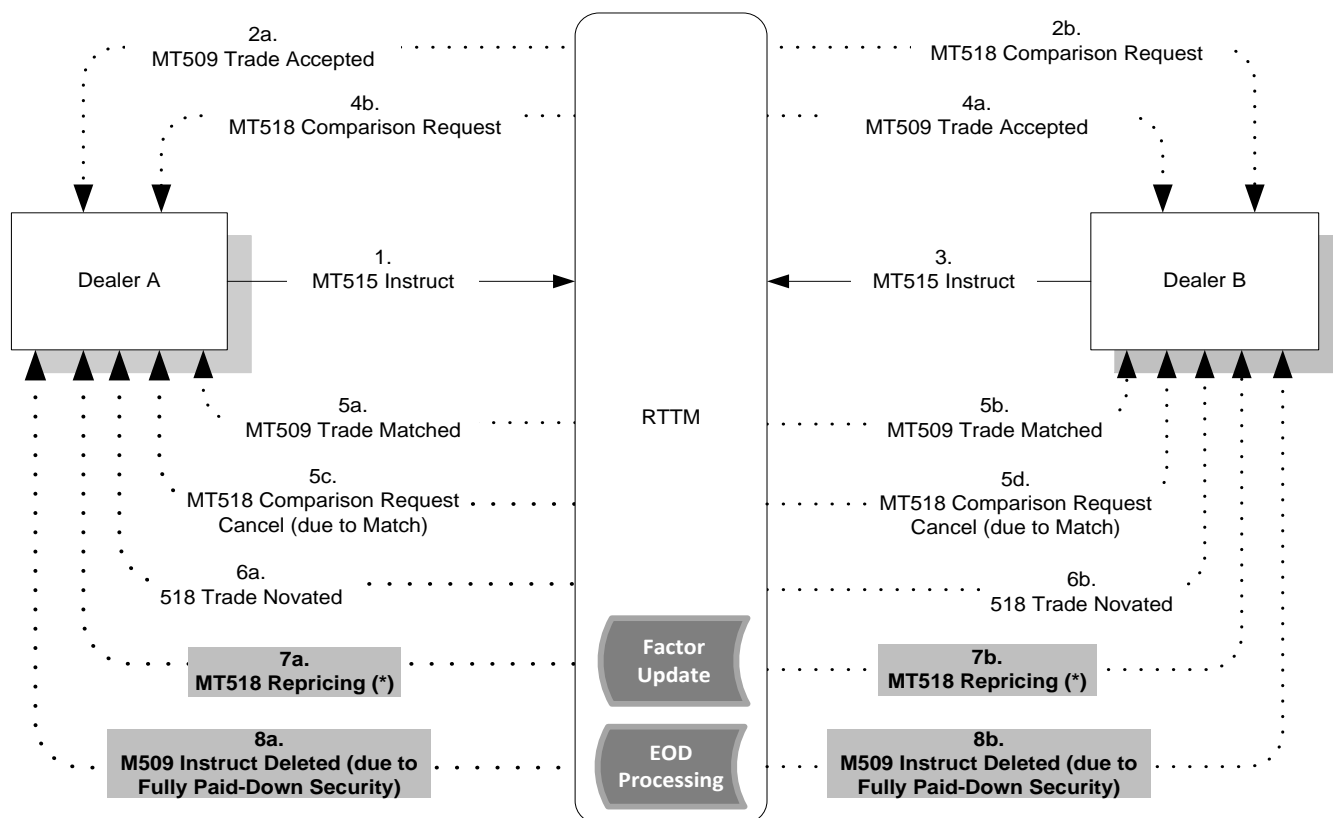 2a.
MT509 Trade Accepted
2b.
MT518 Comparison Request
4b.
MT518 Comparison Request
4a.
MT509 Trade Accepted
Dealer A
1.
MT515 Instruct
3.
MT515 Instruct
Dealer B
RTTM
5a.
MT509 Trade Matched
5b.
MT509 Trade Matched
5c.
MT518 Comparison Request
Cancel (due to Match)
5d.
MT518 Comparison Request
Cancel (due to Match)
6a.
518 Trade Novated
6b.
518 Trade Novated
7a.
MT518 Repricing (*)
Factor
Update
7b.
MT518 Repricing (*)
8a.
M509 Instruct Deleted (due to
Fully Paid-Down Security)
EOD
Processing
8b.
M509 Instruct Deleted (due to
Fully Paid-Down Security)